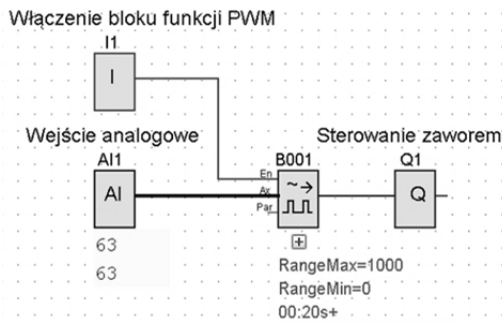 Włączenie bloku funkcji PWM
I1
I
Wejście analogowe
Sterowanie zaworem
AI1
B001
Q1
En
AI
Ax
Q
Par
63
63
RangeMax=1000
RangeMin=0
00:20s+